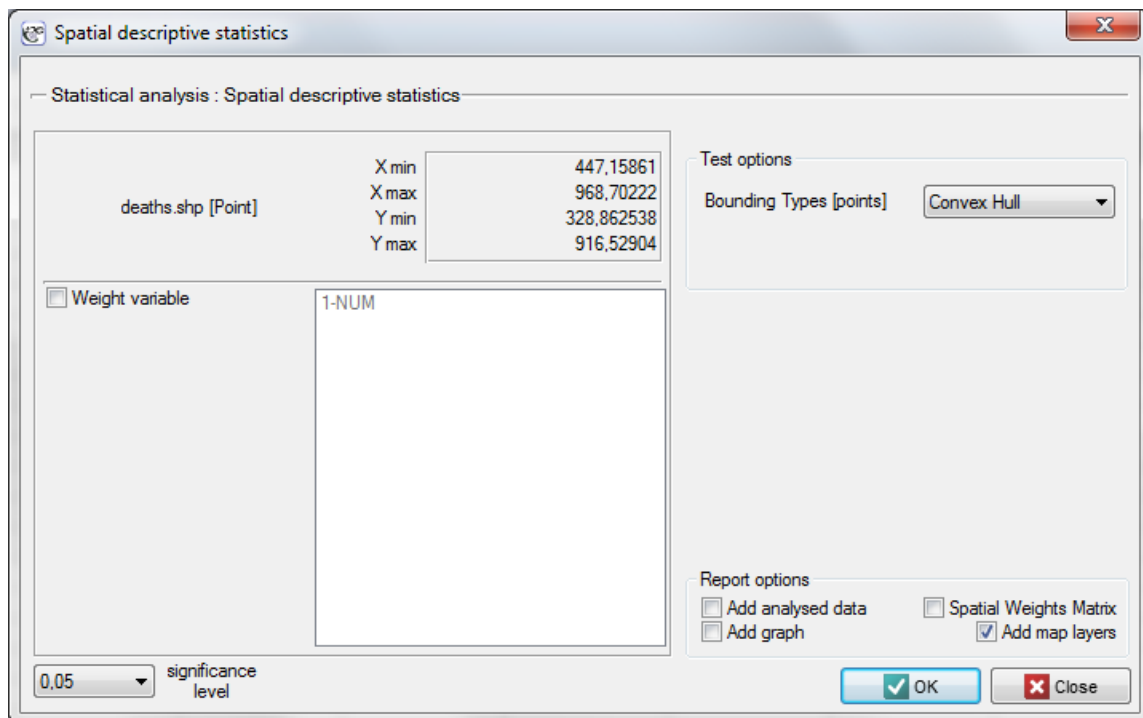 Spatial descriptive statistics
Statistical analysis : Spatial descriptive statistics
deaths.shp [Point]
X min 447,15861
X max 968,70222
Y min 328,862538
Y max 916,52904
Weight variable
1-NUM
Test options
Bounding Types [points] Convex Hull
Report options
Add analysed data Spatial Weights Matrix
Add graph Add map layers
0,05 significance
level
OK Close